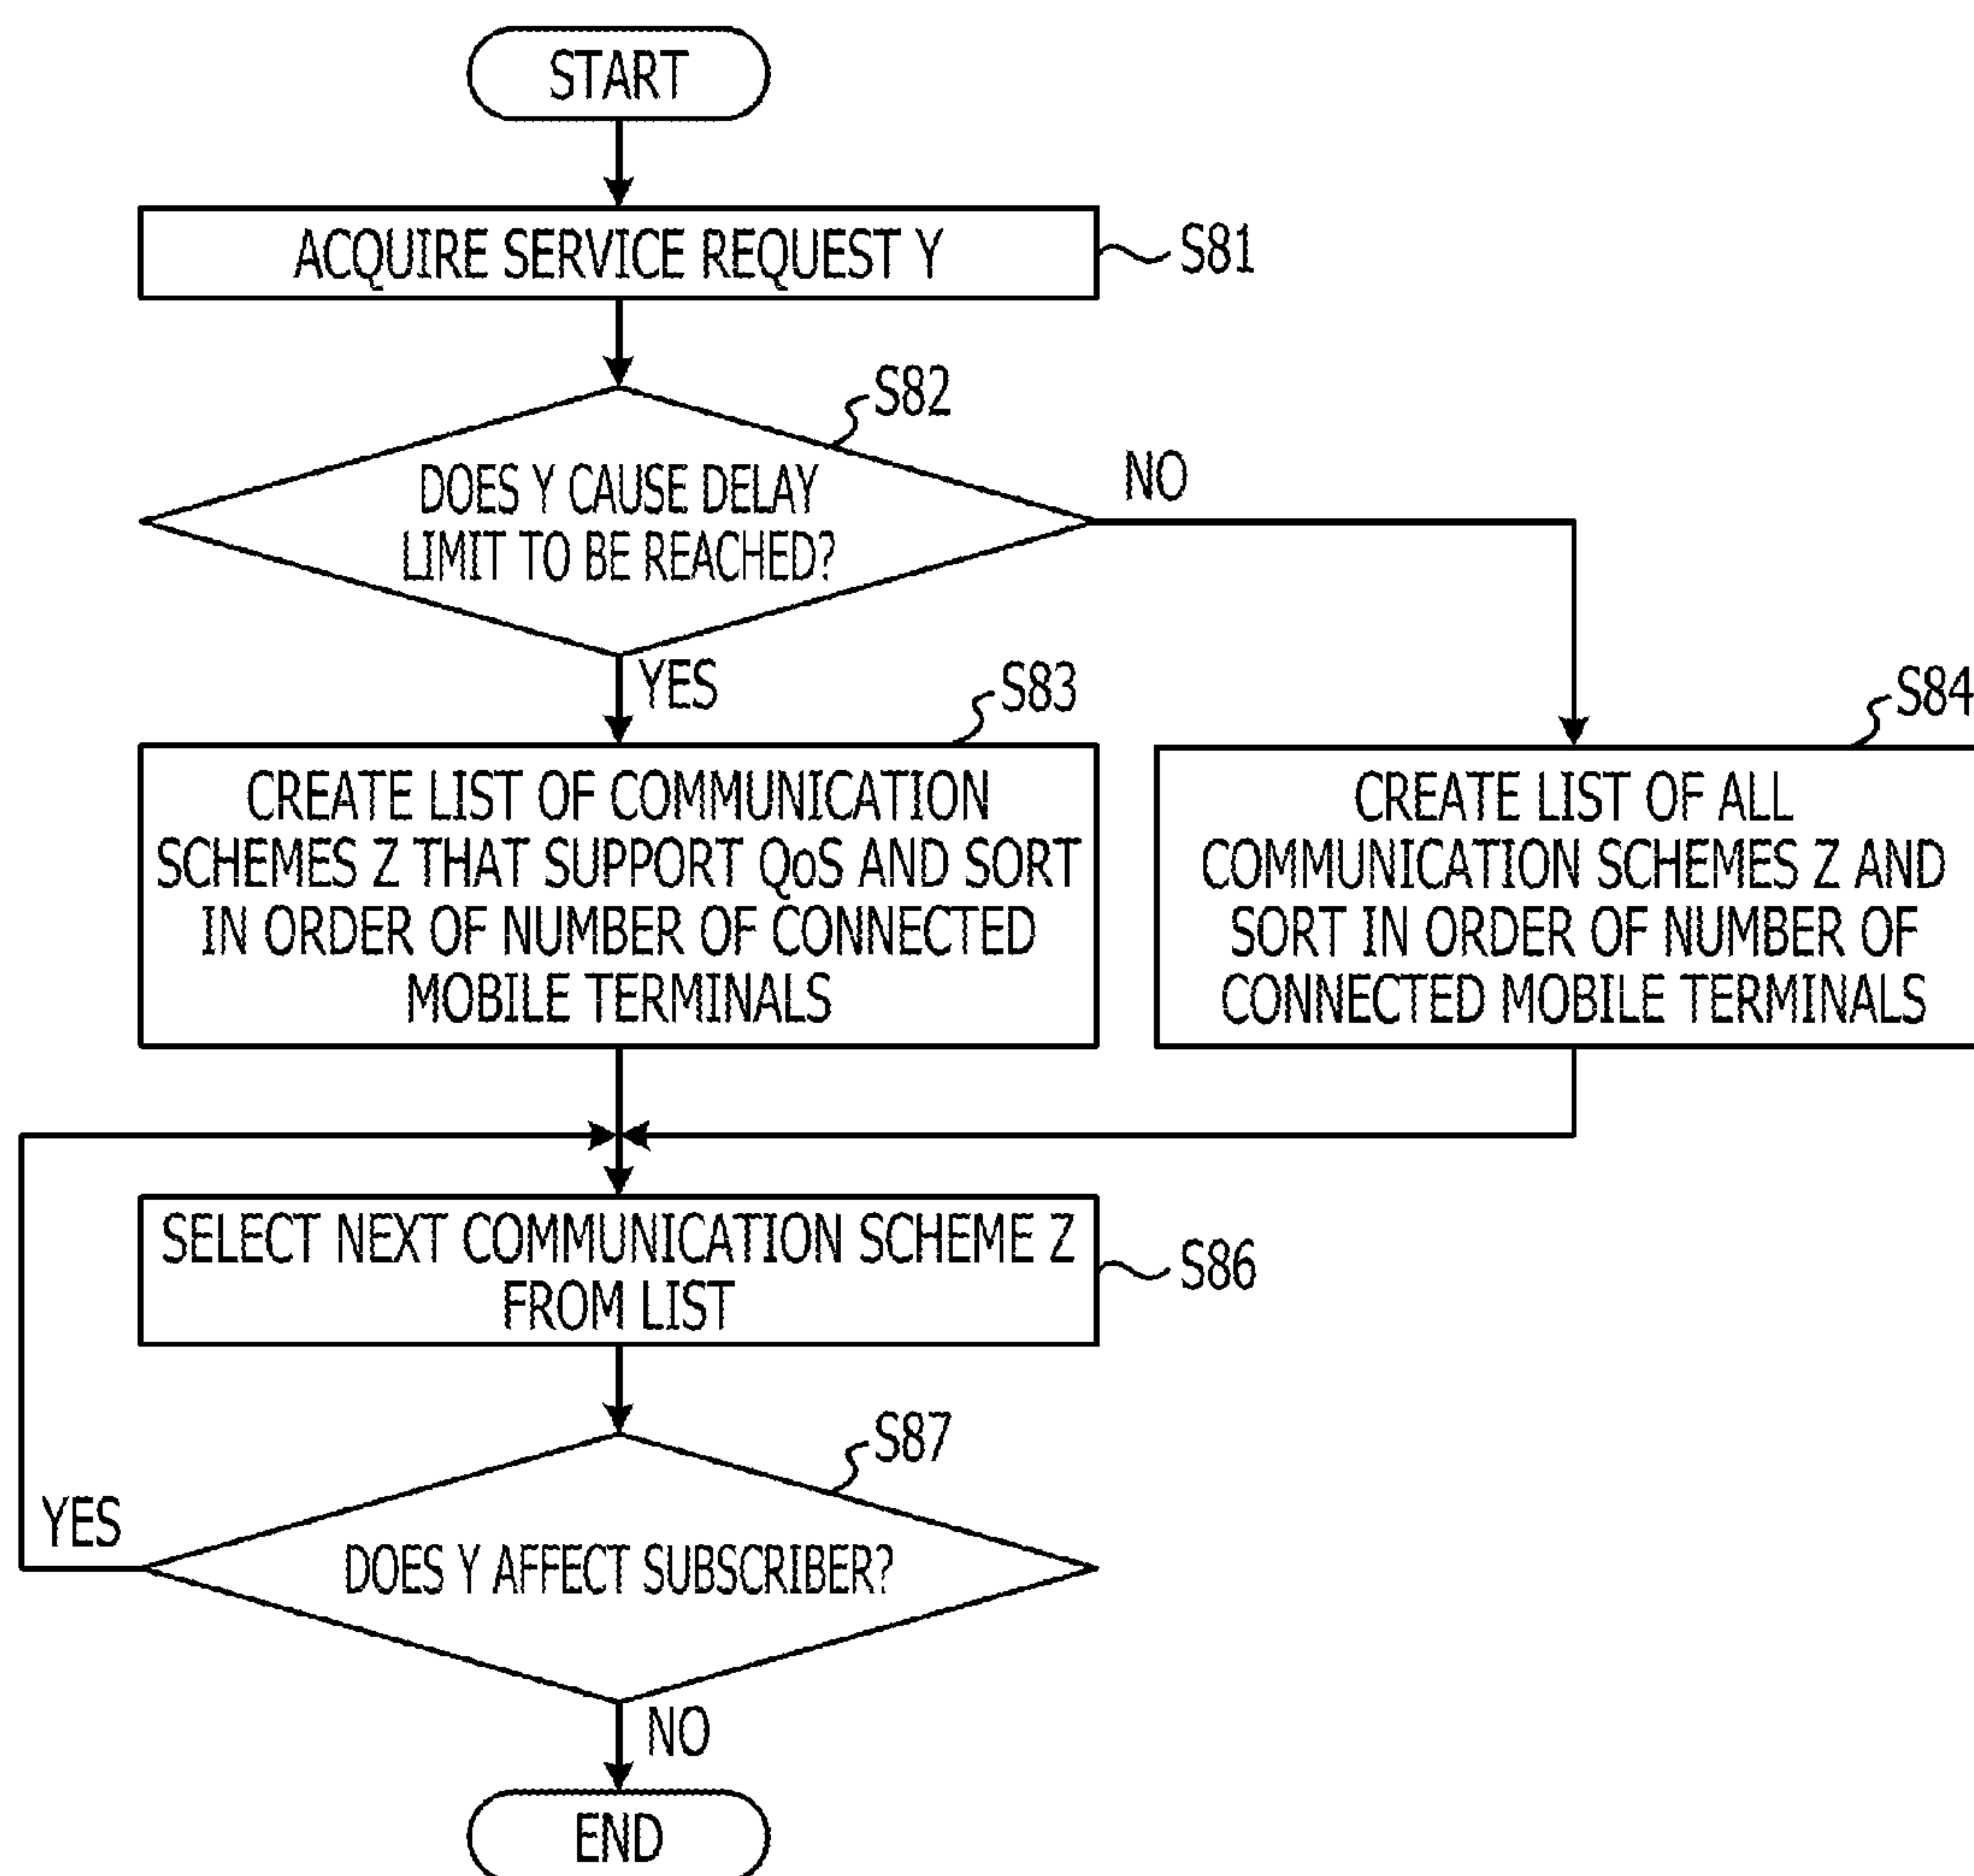 START
ACQUIRE SERVICE REQUEST Y
S81
S82
DOES Y CAUSE DELAY
LIMIT TO BE REACHED?
NO
YES
S83
CREATE LIST OF COMMUNICATION
SCHEMES Z THAT SUPPORT QoS AND SORT
IN ORDER OF NUMBER OF CONNECTED
MOBILE TERMINALS
S84
CREATE LIST OF ALL
COMMUNICATION SCHEMES Z AND
SORT IN ORDER OF NUMBER OF
CONNECTED MOBILE TERMINALS
SELECT NEXT COMMUNICATION SCHEME Z
FROM LIST
S86
S87
YES
DOES Y AFFECT SUBSCRIBER?
NO
END